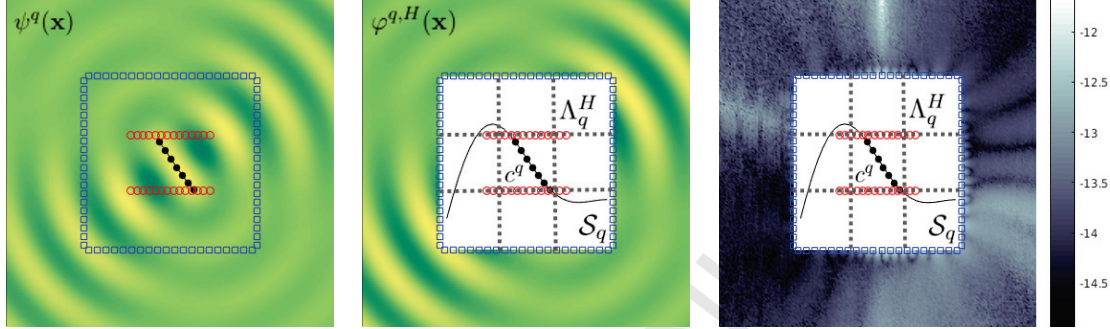 ψ^q(x)
φ^{q,H}(x)
Λ_q^H
c^q
S_q
Λ_q^H
c^q
S_q
-12
-12.5
-13
-13.5
-14
-14.5